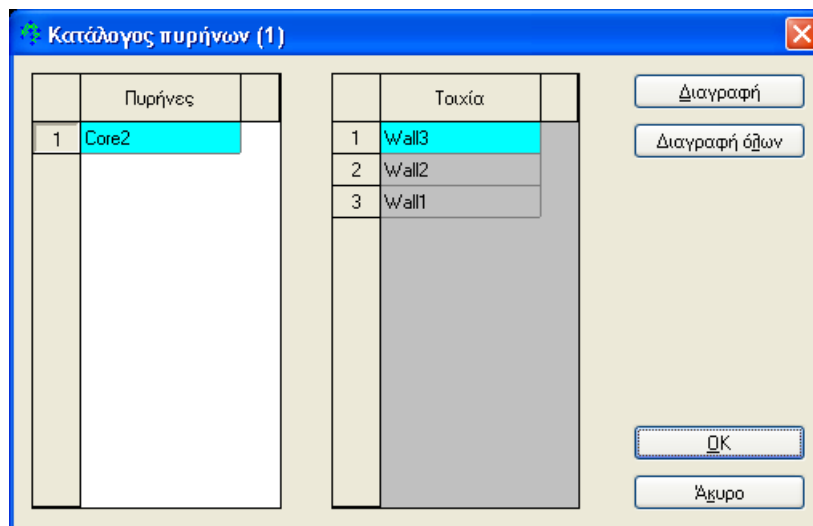 Κατάλογος πυρήνων (1)
Πυρήνες
1 Core2
Τοιχία
1 Wall3
2 Wall2
3 Wall1
Διαγραφή
Διαγραφή όλων
OK
Άκυρο